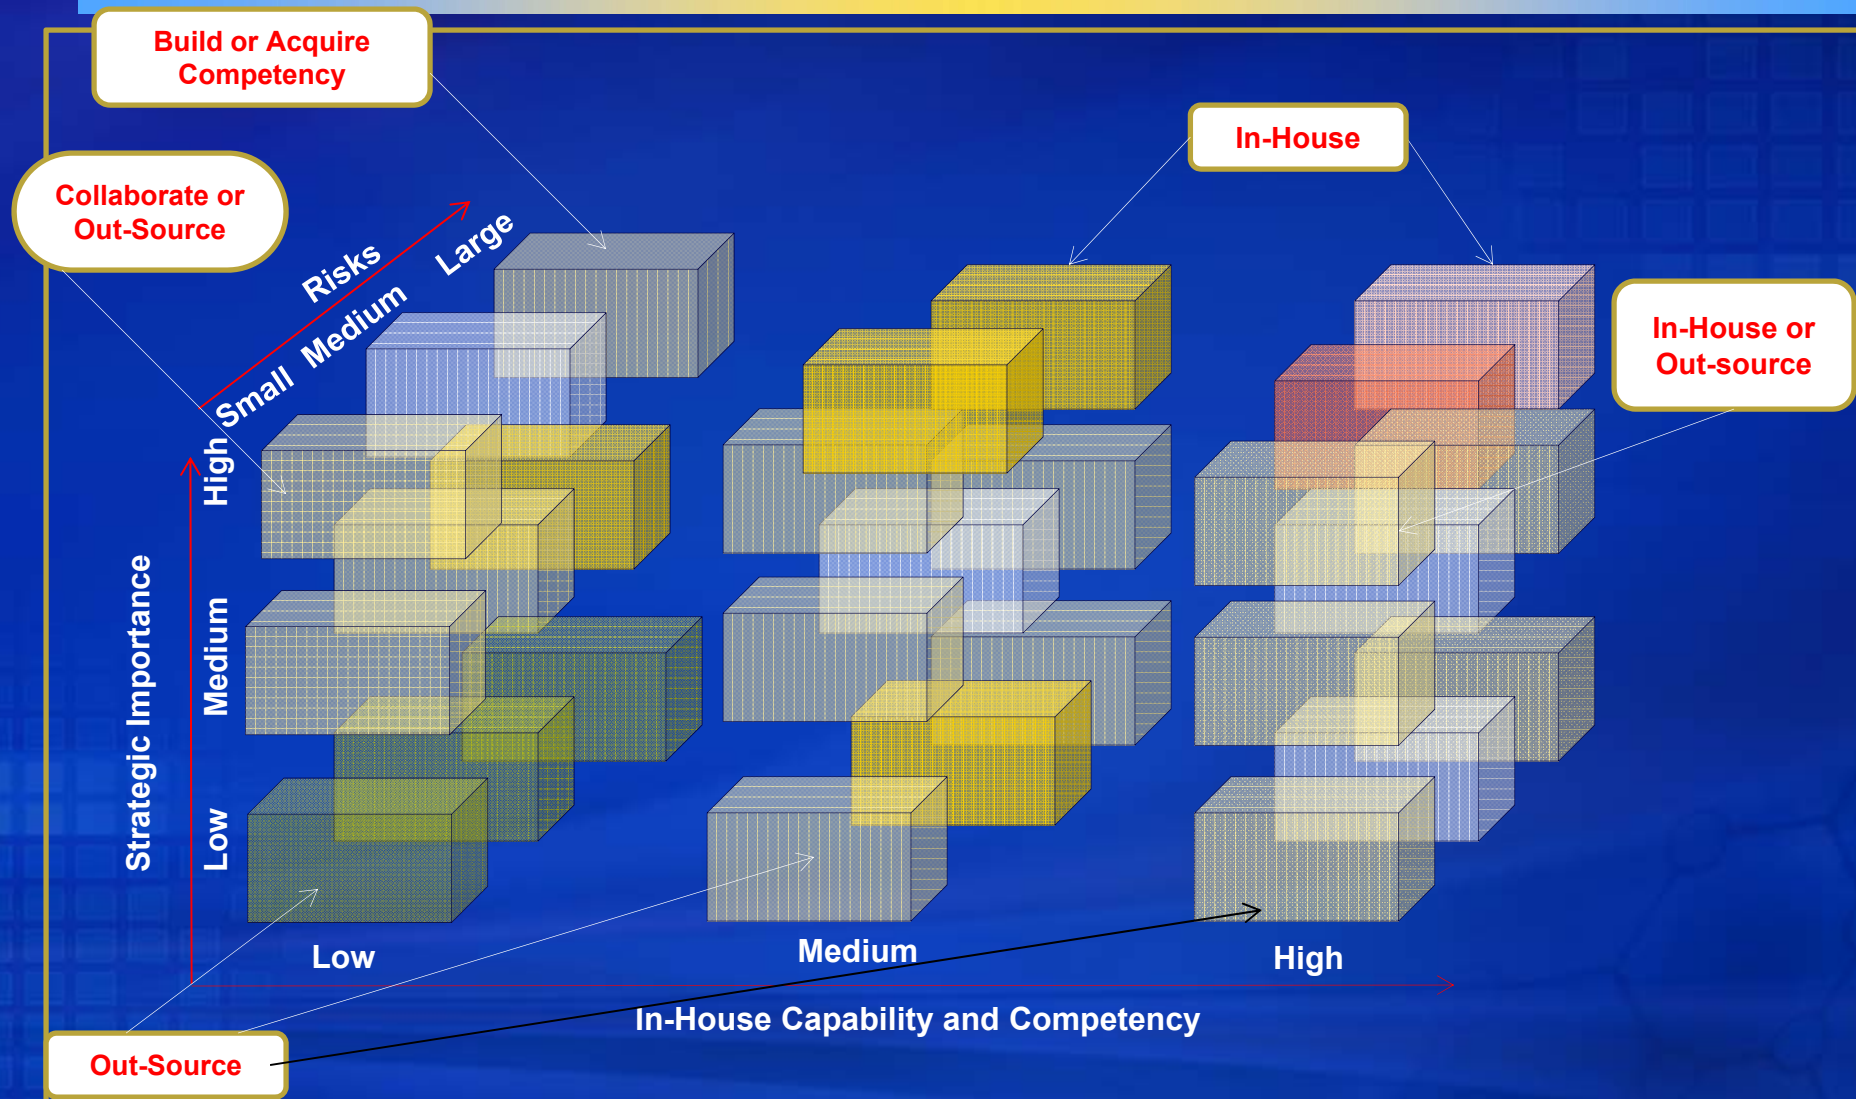 Build or Acquire
Competency
In-House
Collaborate or
Out-Source
Risks
Small Medium Large
In-House or
Out-source
High
Medium
Low
Strategic Importance
Low
Medium
High
In-House Capability and Competency
Out-Source